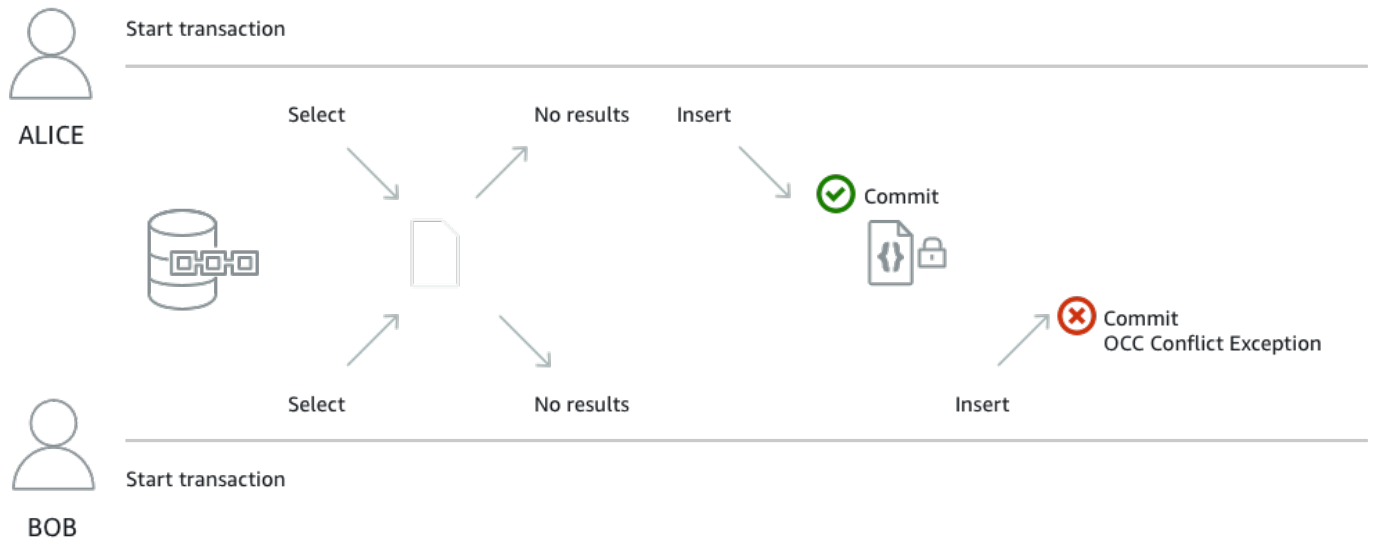 Start transaction
ALICE
Select
No results
Insert
Commit
{}
Commit
OCC Conflict Exception
Select
No results
Insert
Start transaction
BOB